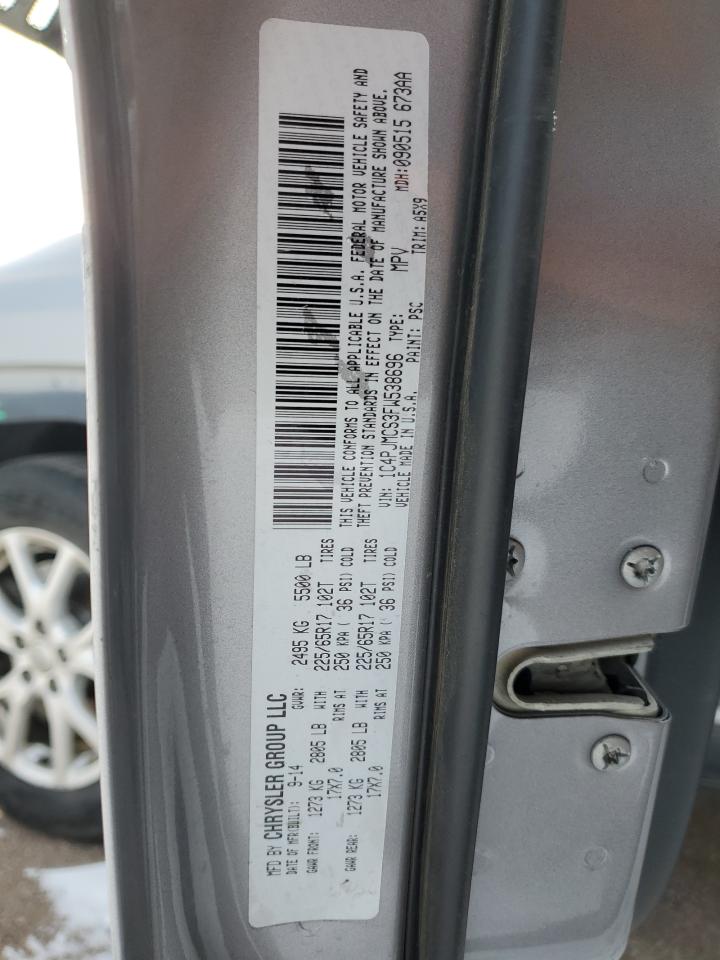 MFD BY CHRYSLER GROUP LLC
DATE OF MFR(BUILT): 9-14 GVWR: 2495 KG 5500 LB
GAWR FRONT: 1273 KG 2805 LB WITH 225/65R17 102T TIRES
17X7.0 RIMS AT 250 KPA ( 36 PSI) COLD
GAWR REAR: 1273 KG 2805 LB WITH 225/65R17 102T TIRES
17X7.0 RIMS AT 250 KPA ( 36 PSI) COLD
THIS VEHICLE CONFORMS TO ALL APPLICABLE U.S.A. FEDERAL MOTOR VEHICLE SAFETY AND
THEFT PREVENTION STANDARDS IN EFFECT ON THE DATE OF MANUFACTURE SHOWN ABOVE.
VIN: 1C4PJMCS3FW538696 TYPE: MPV MDH:090515 673AA
VEHICLE MADE IN U.S.A. PAINT: PSC TRIM: A5X9